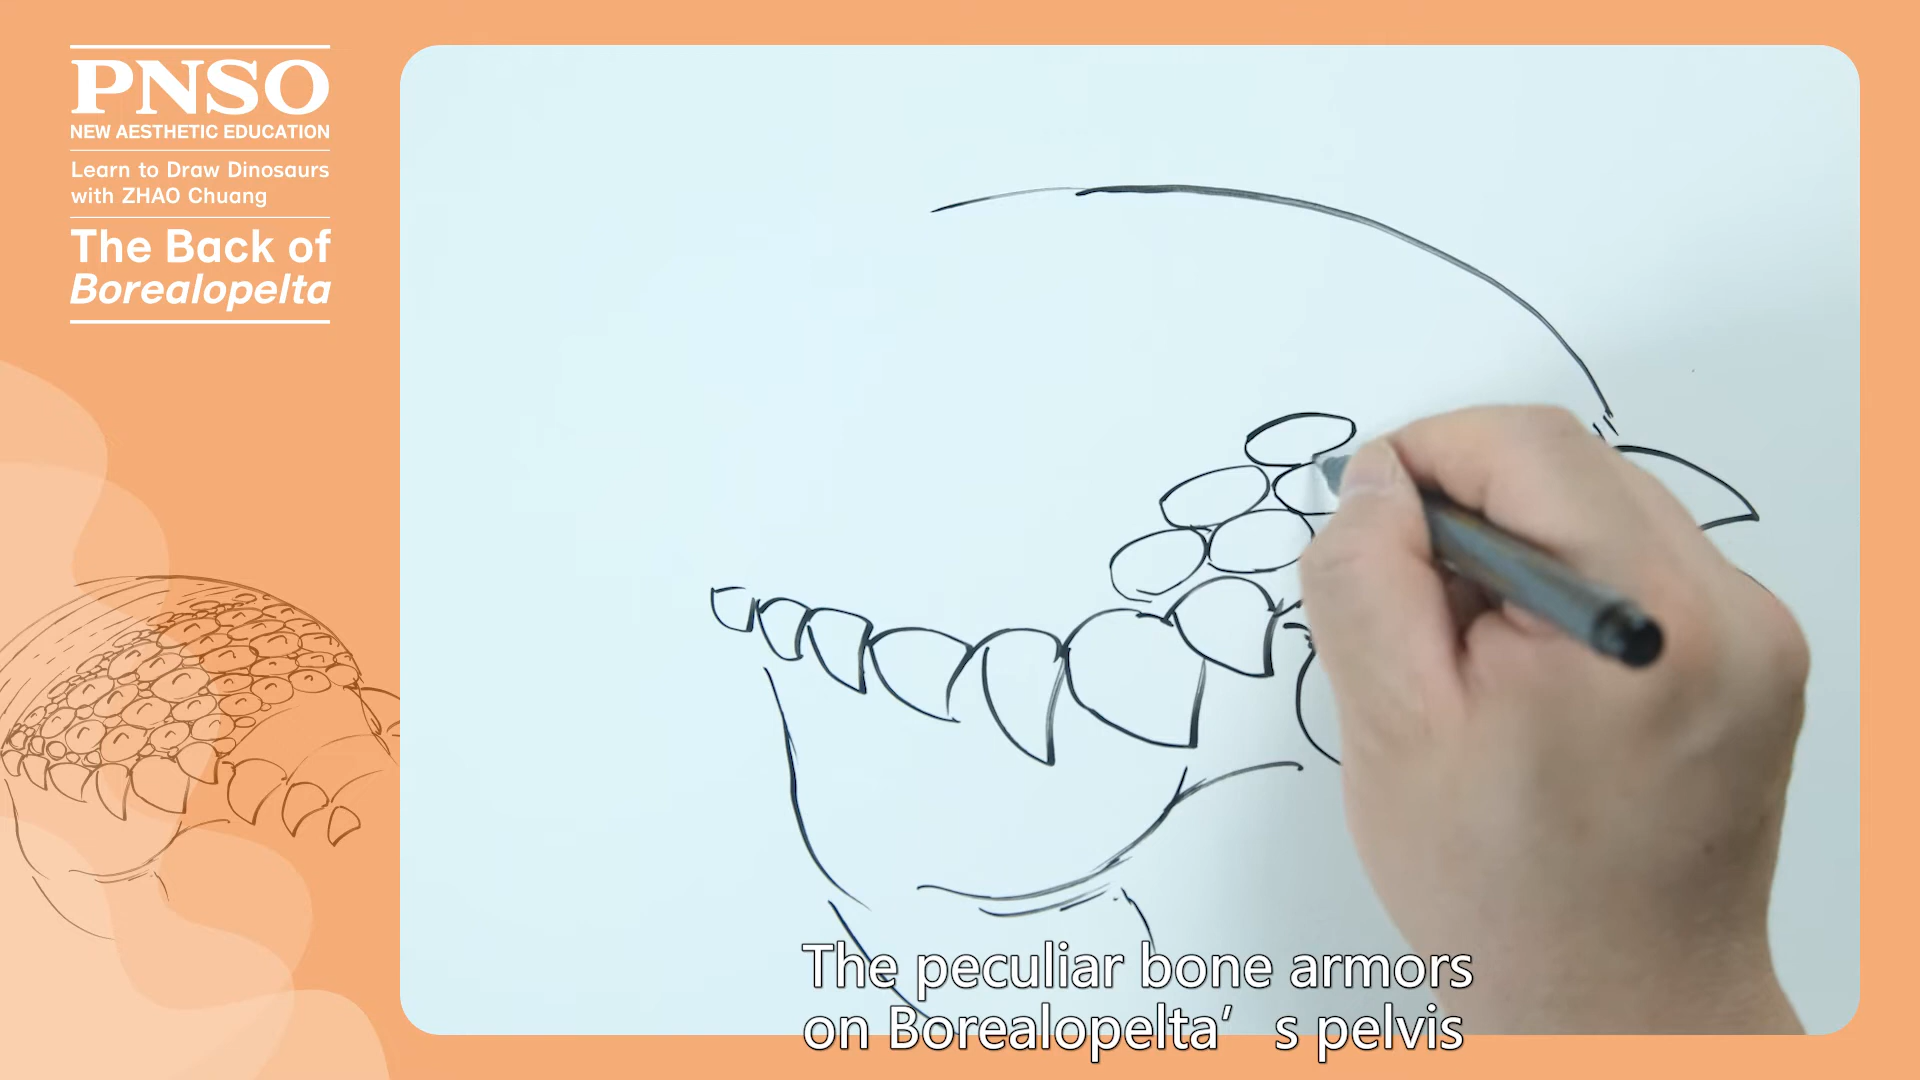 PNSO
NEW AESTHETIC EDUCATION
Learn to Draw Dinosaurs
with ZHAO Chuang
The Back of
Borealopelta
The peculiar bone armors
on Borealopelta’s pelvis